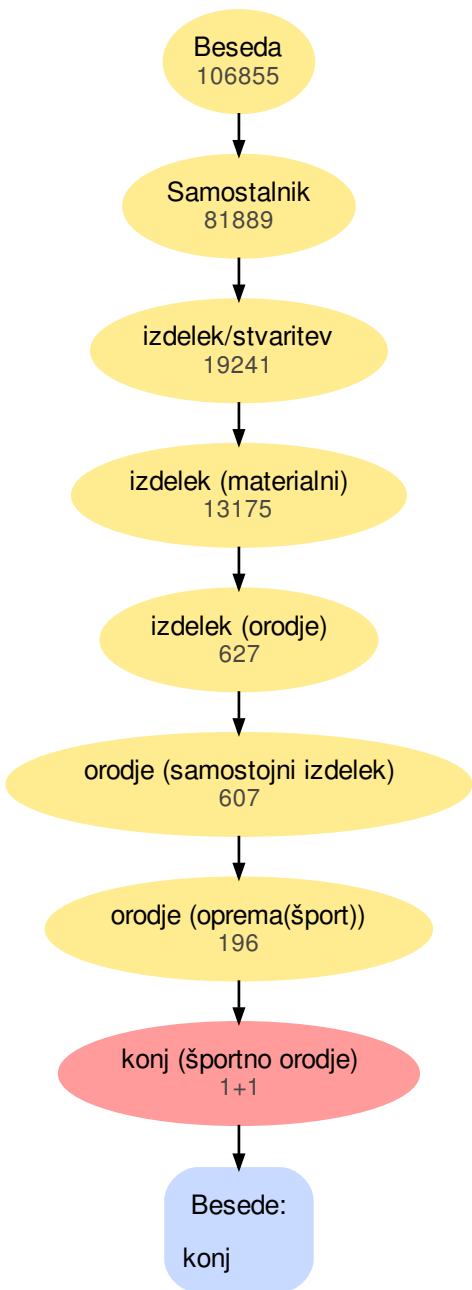 Beseda
106855
Samostalnik
81889
izdelek/stvaritev
19241
izdelek (materialni)
13175
izdelek (orodje)
627
orodje (samostojni izdelek)
607
orodje (oprema(šport))
196
konj (športno orodje)
1+1
Besede:
konj